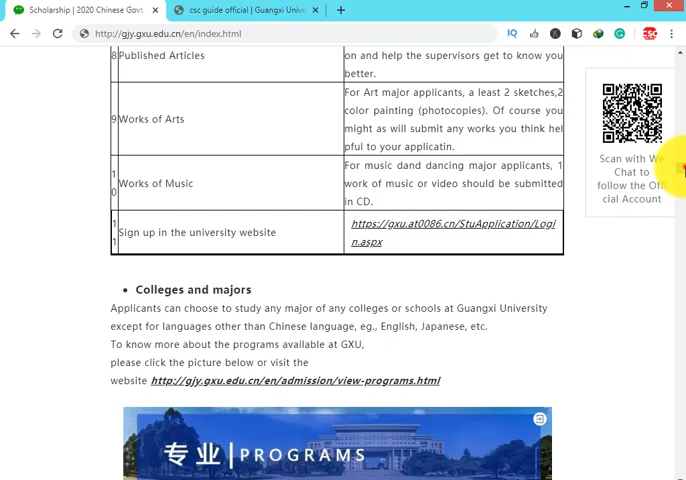 Scholarship | 2020 Chinese Govt.
csc guide official | Guangxi Univer
http://gjy.gxu.edu.cn/en/index.html
IQ
CSC
8 Published Articles
on and help the supervisors get to know you
better.
9 Works of Arts
For Art major applicants, a least 2 sketches,2
color painting (photocopies). Of course you
might as will submit any works you think hel
pful to your applicatin.
10 Works of Music
For music dand dancing major applicants, 1
work of music or video should be submitted
in CD.
11 Sign up in the university website
https://gxu.at0086.cn/StuApplication/Logi
n.aspx
Scan with We
Chat to
follow the Offi
cial Account
• Colleges and majors
Applicants can choose to study any major of any colleges or schools at Guangxi University
except for languages other than Chinese language, eg., English, Japanese, etc.
To know more about the programs available at GXU,
please click the picture below or visit the
website http://gjy.gxu.edu.cn/en/admission/view-programs.html
专业|PROGRAMS